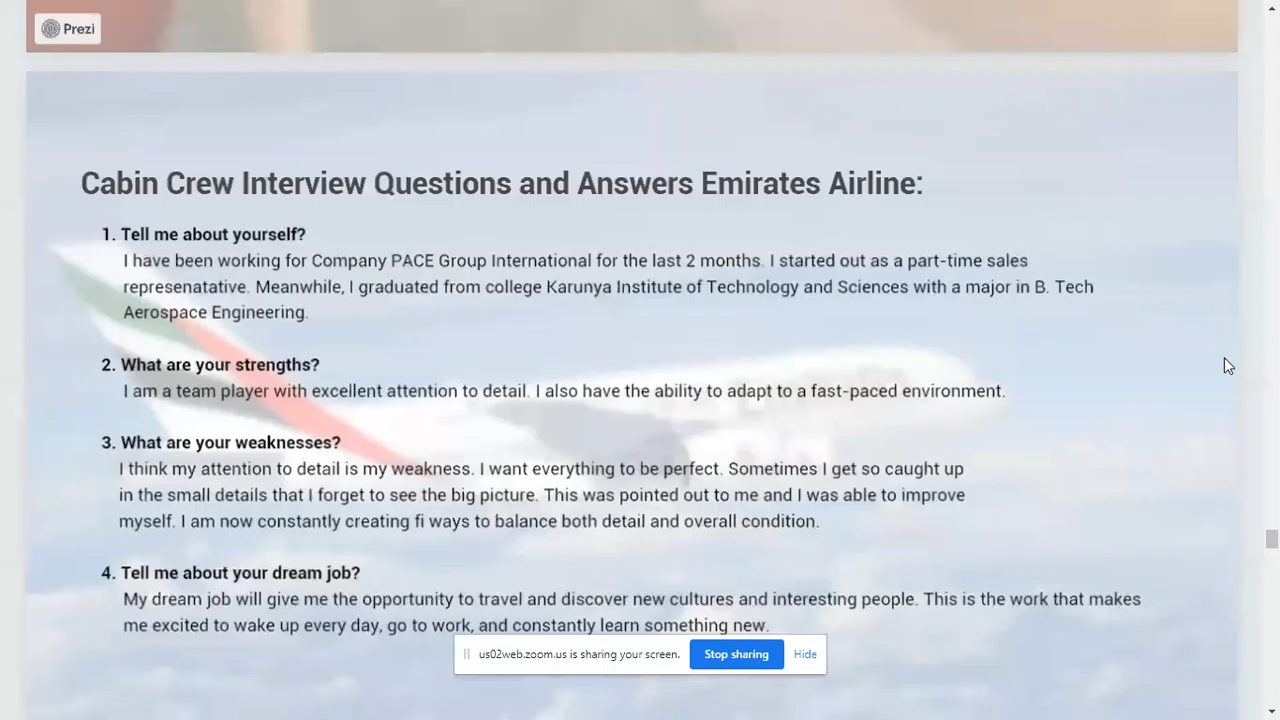 Prezi
Cabin Crew Interview Questions and Answers Emirates Airline:
1. Tell me about yourself?
I have been working for Company PACE Group International for the last 2 months. I started out as a part-time sales
represenatative. Meanwhile, I graduated from college Karunya Institute of Technology and Sciences with a major in B. Tech
Aerospace Engineering.
2. What are your strengths?
I am a team player with excellent attention to detail. I also have the ability to adapt to a fast-paced environment.
3. What are your weaknesses?
I think my attention to detail is my weakness. I want everything to be perfect. Sometimes I get so caught up
in the small details that I forget to see the big picture. This was pointed out to me and I was able to improve
myself. I am now constantly creating fi ways to balance both detail and overall condition.
4. Tell me about your dream job?
My dream job will give me the opportunity to travel and discover new cultures and interesting people. This is the work that makes
me excited to wake up every day, go to work, and constantly learn something new.
us02web.zoom.us is sharing your screen.
Stop sharing
Hide